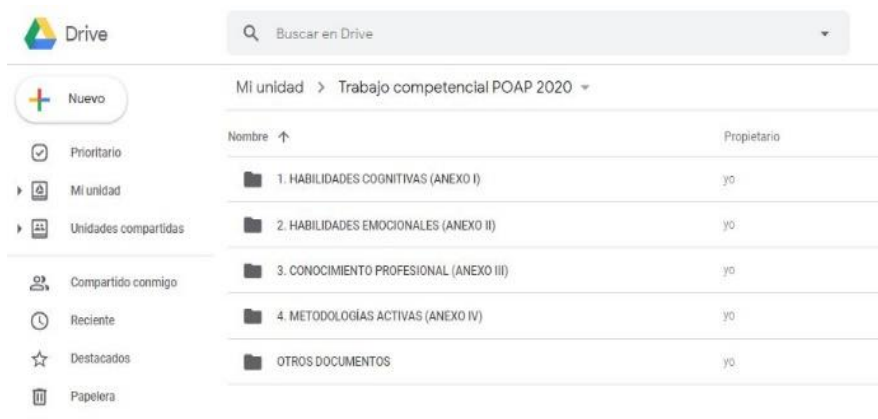 Drive
Buscar en Drive
Nuevo
Prioritario
Mi unidad
Unidades compartidas
Compartido conmigo
Reciente
Destacados
Papelera
Mi unidad > Trabajo competencial POAP 2020
Nombre ↑ Propietario
1. HABILIDADES COGNITIVAS (ANEXO I) yo
2. HABILIDADES EMOCIONALES (ANEXO II) yo
3. CONOCIMIENTO PROFESIONAL (ANEXO III) yo
4. METODOLOGÍAS ACTIVAS (ANEXO IV) yo
OTROS DOCUMENTOS yo